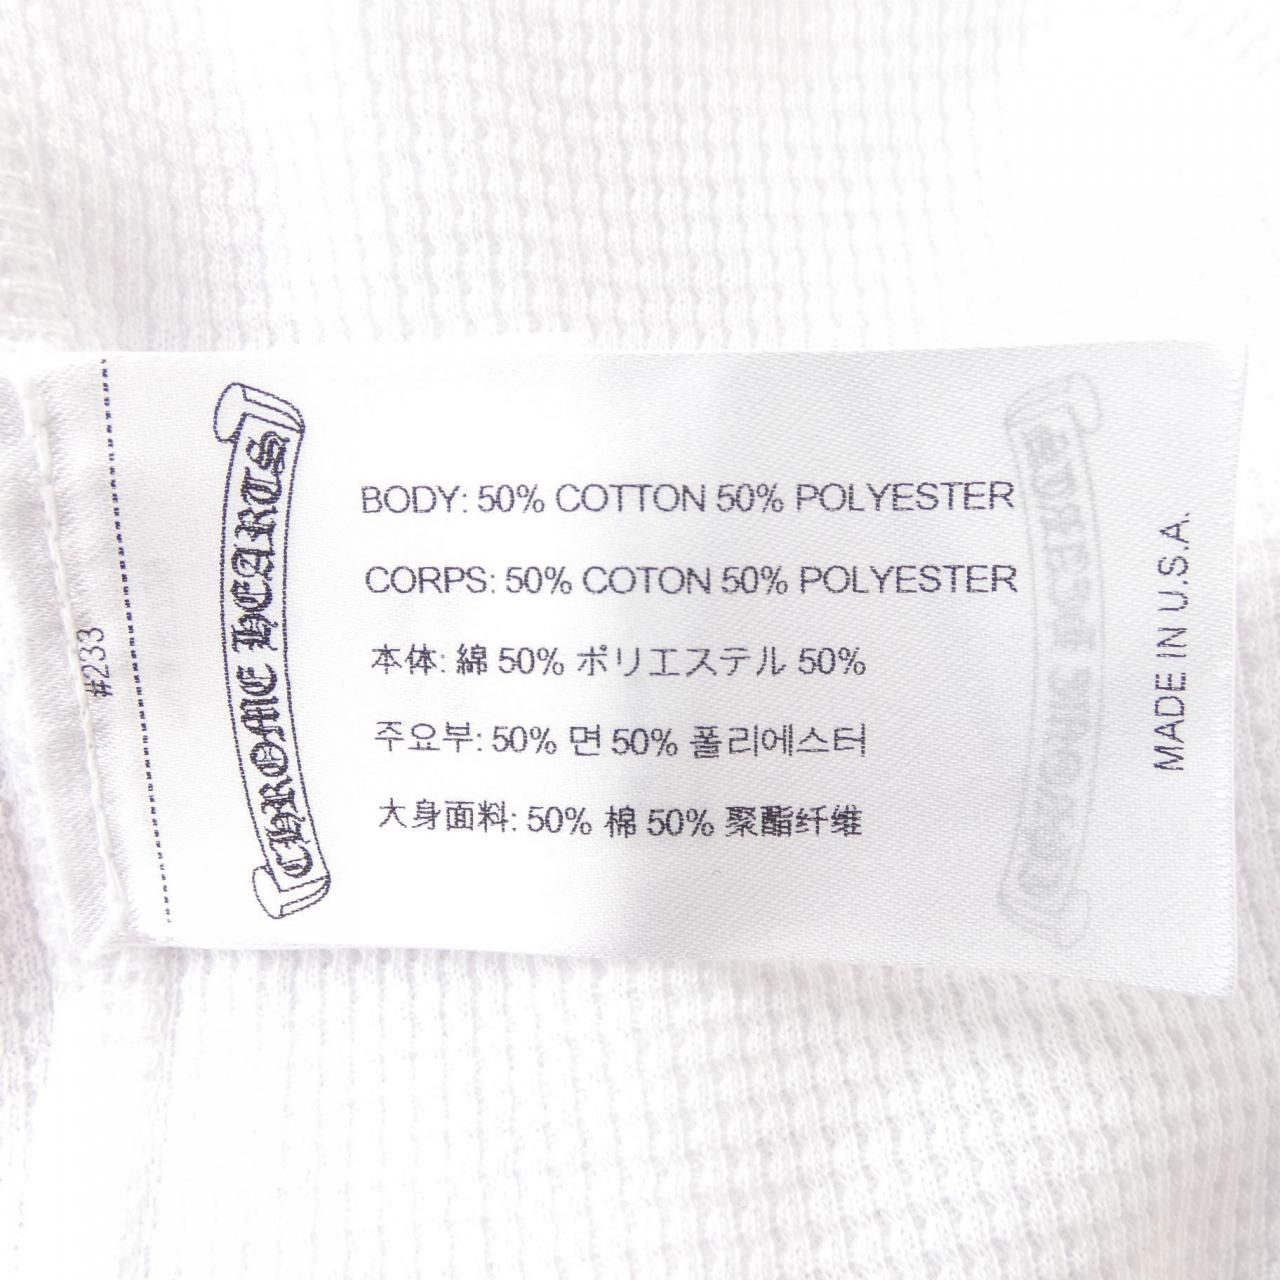 #233
CHROME HEARTS
BODY: 50% COTTON 50% POLYESTER
CORPS: 50% COTON 50% POLYESTER
本体: 綿 50% ポリエステル 50%
주요부: 50% 면 50% 폴리에스터
大身面料: 50% 棉 50% 聚酯纤维
MADE IN U.S.A.